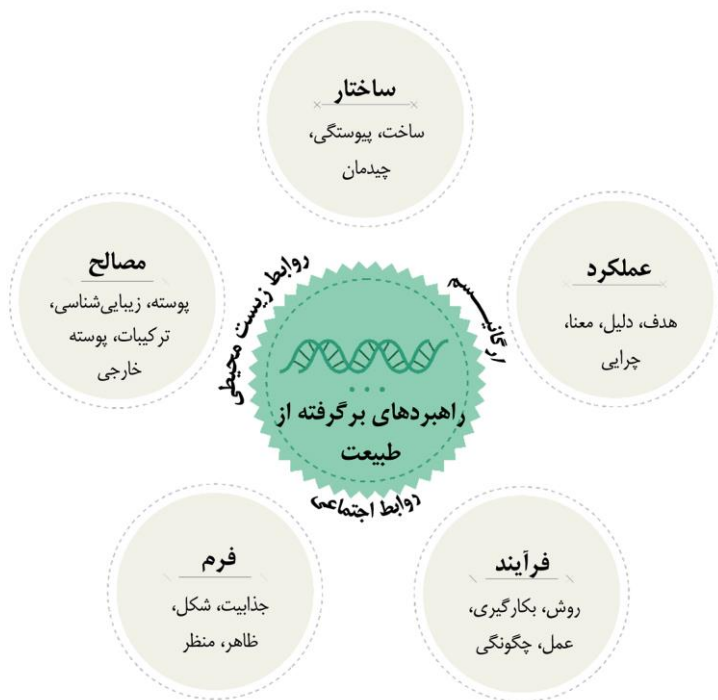 ساختار
ساخت، پیوستگی،
چیدمان
عملکرد
هدف، دلیل، معنا،
چرایی
مصالح
پوسته، زیبایی‌شناسی،
ترکیبات، پوسته
خارجی
ارگانیـــسم
روابط زیست محیطی
راهبردهای برگرفته از
طبیعت
روابط اجتماعی
فرآیند
روش، بکارگیری،
عمل، چگونگی
فرم
جذابیت، شکل،
ظاهر، منظر